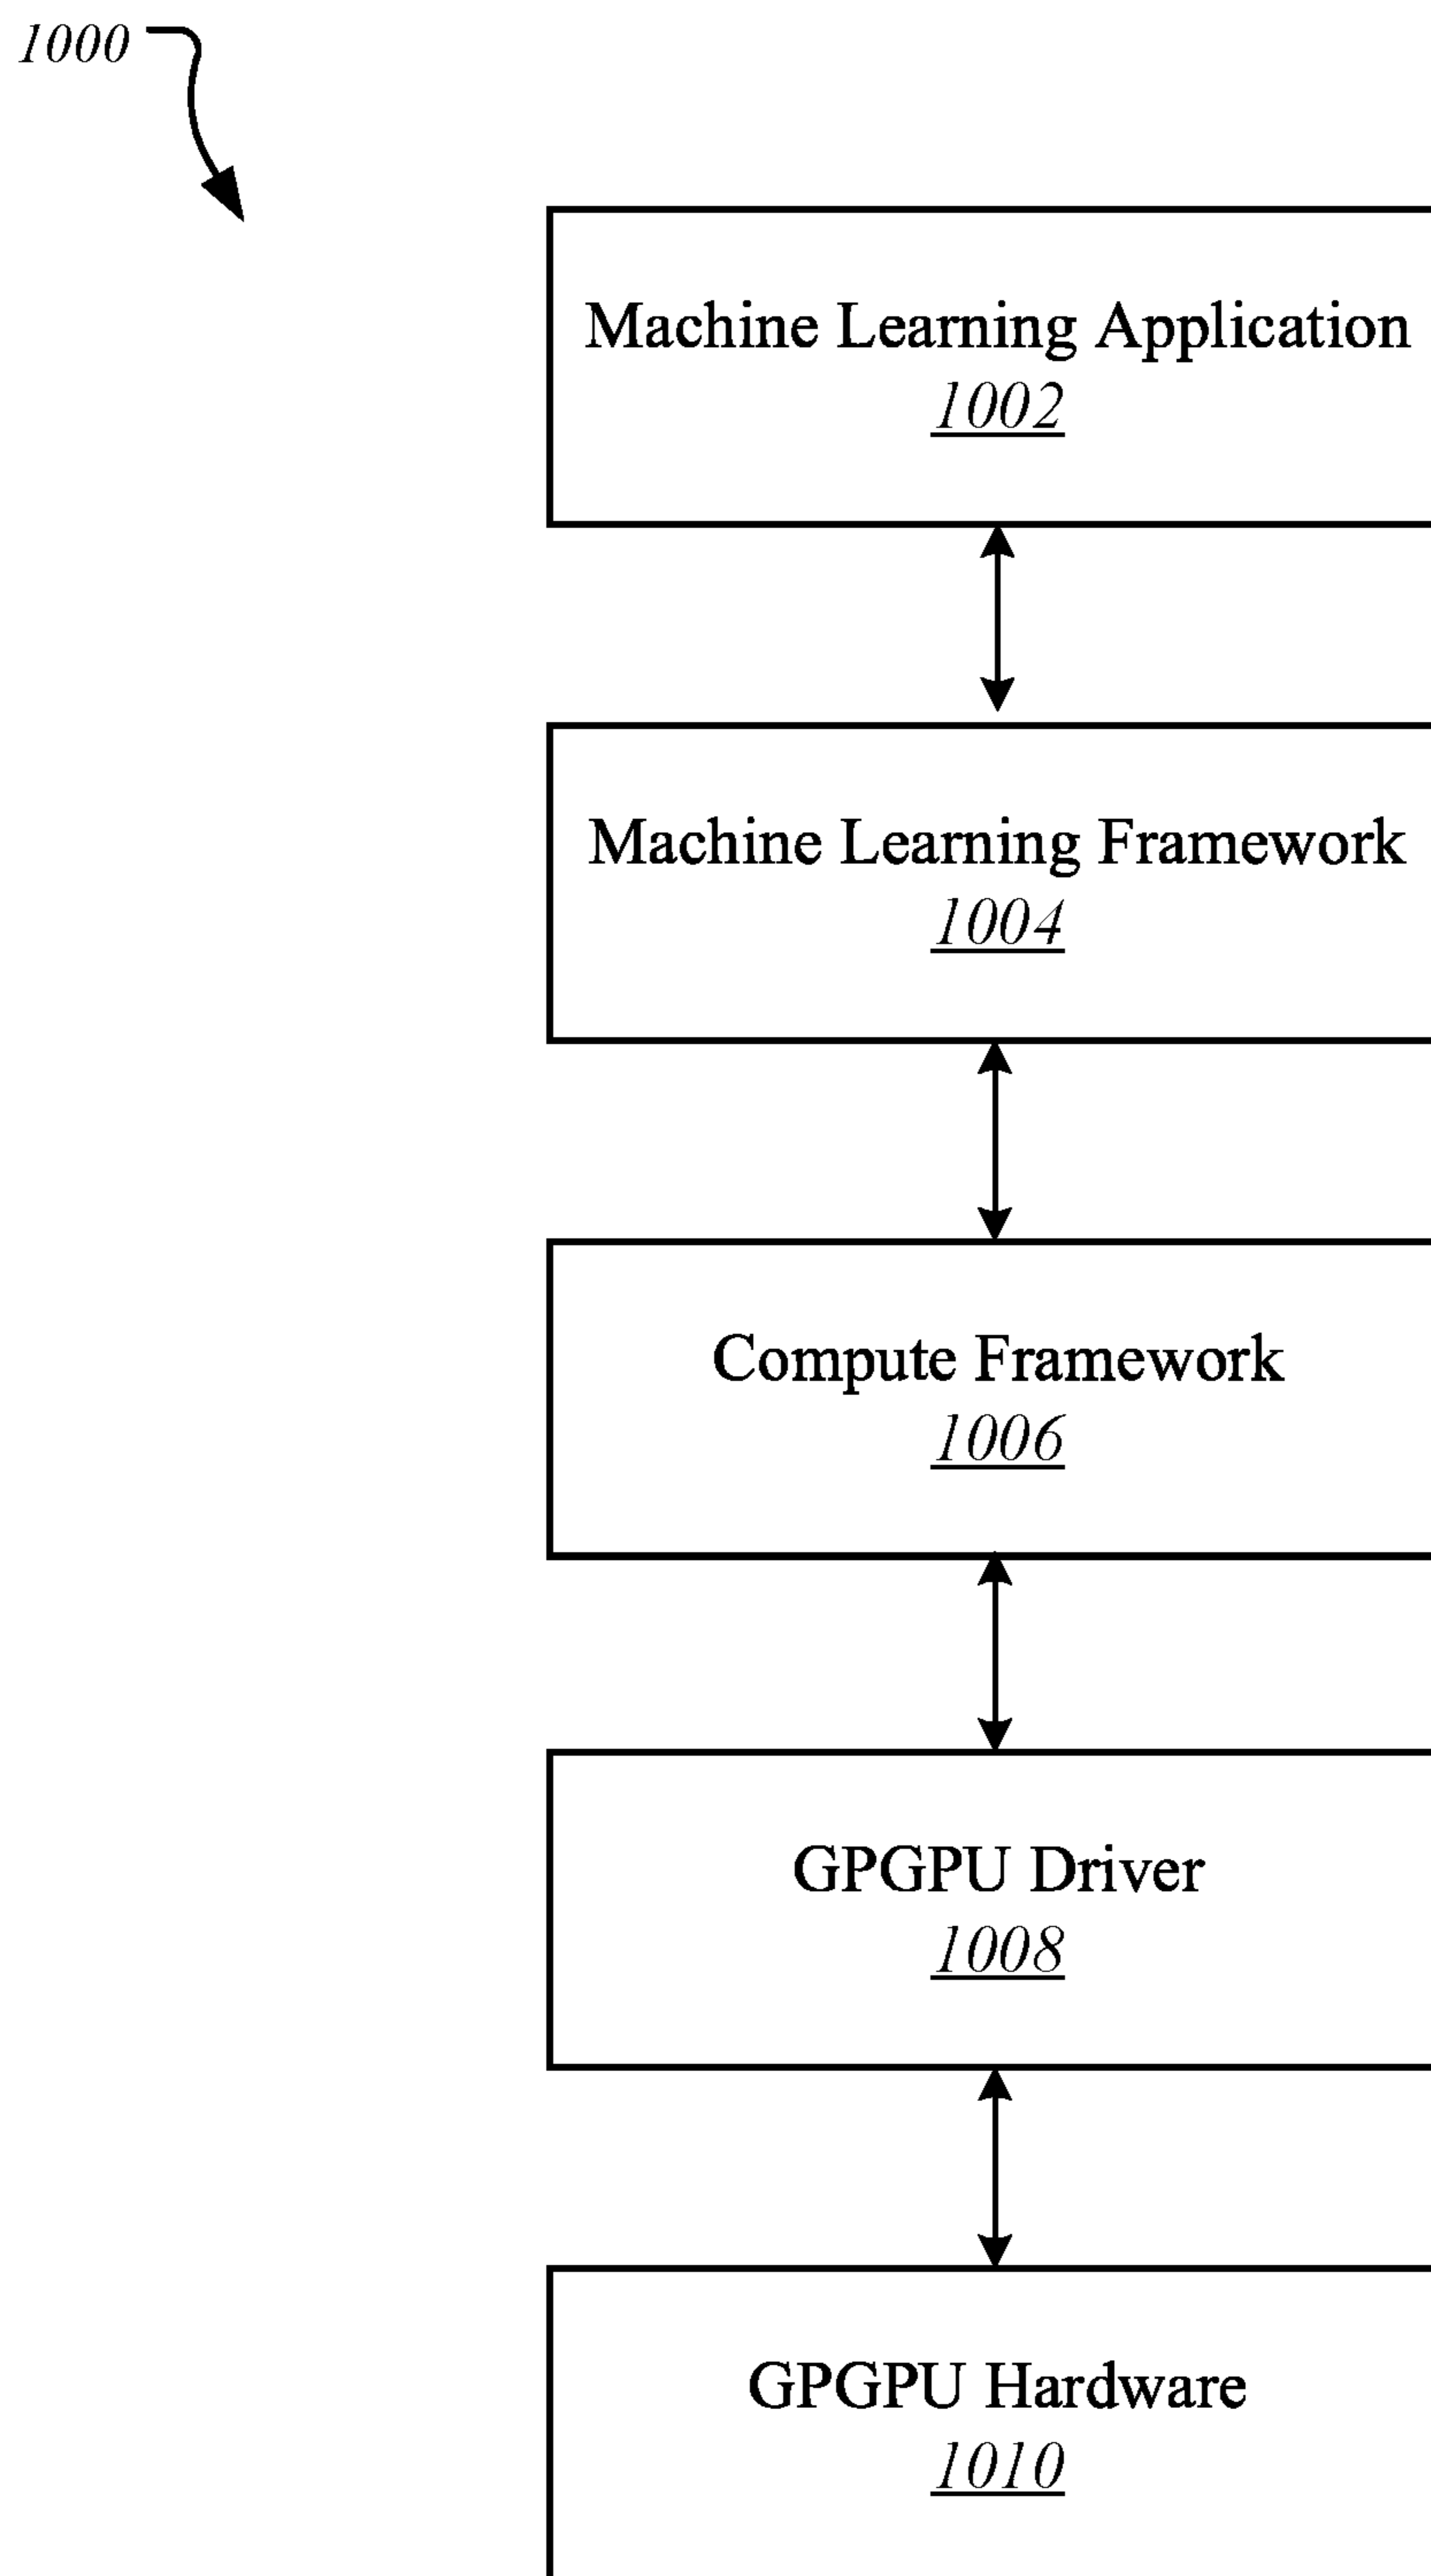 1000
Machine Learning Application
1002
Machine Learning Framework
1004
Compute Framework
1006
GPGPU Driver
1008
GPGPU Hardware
1010